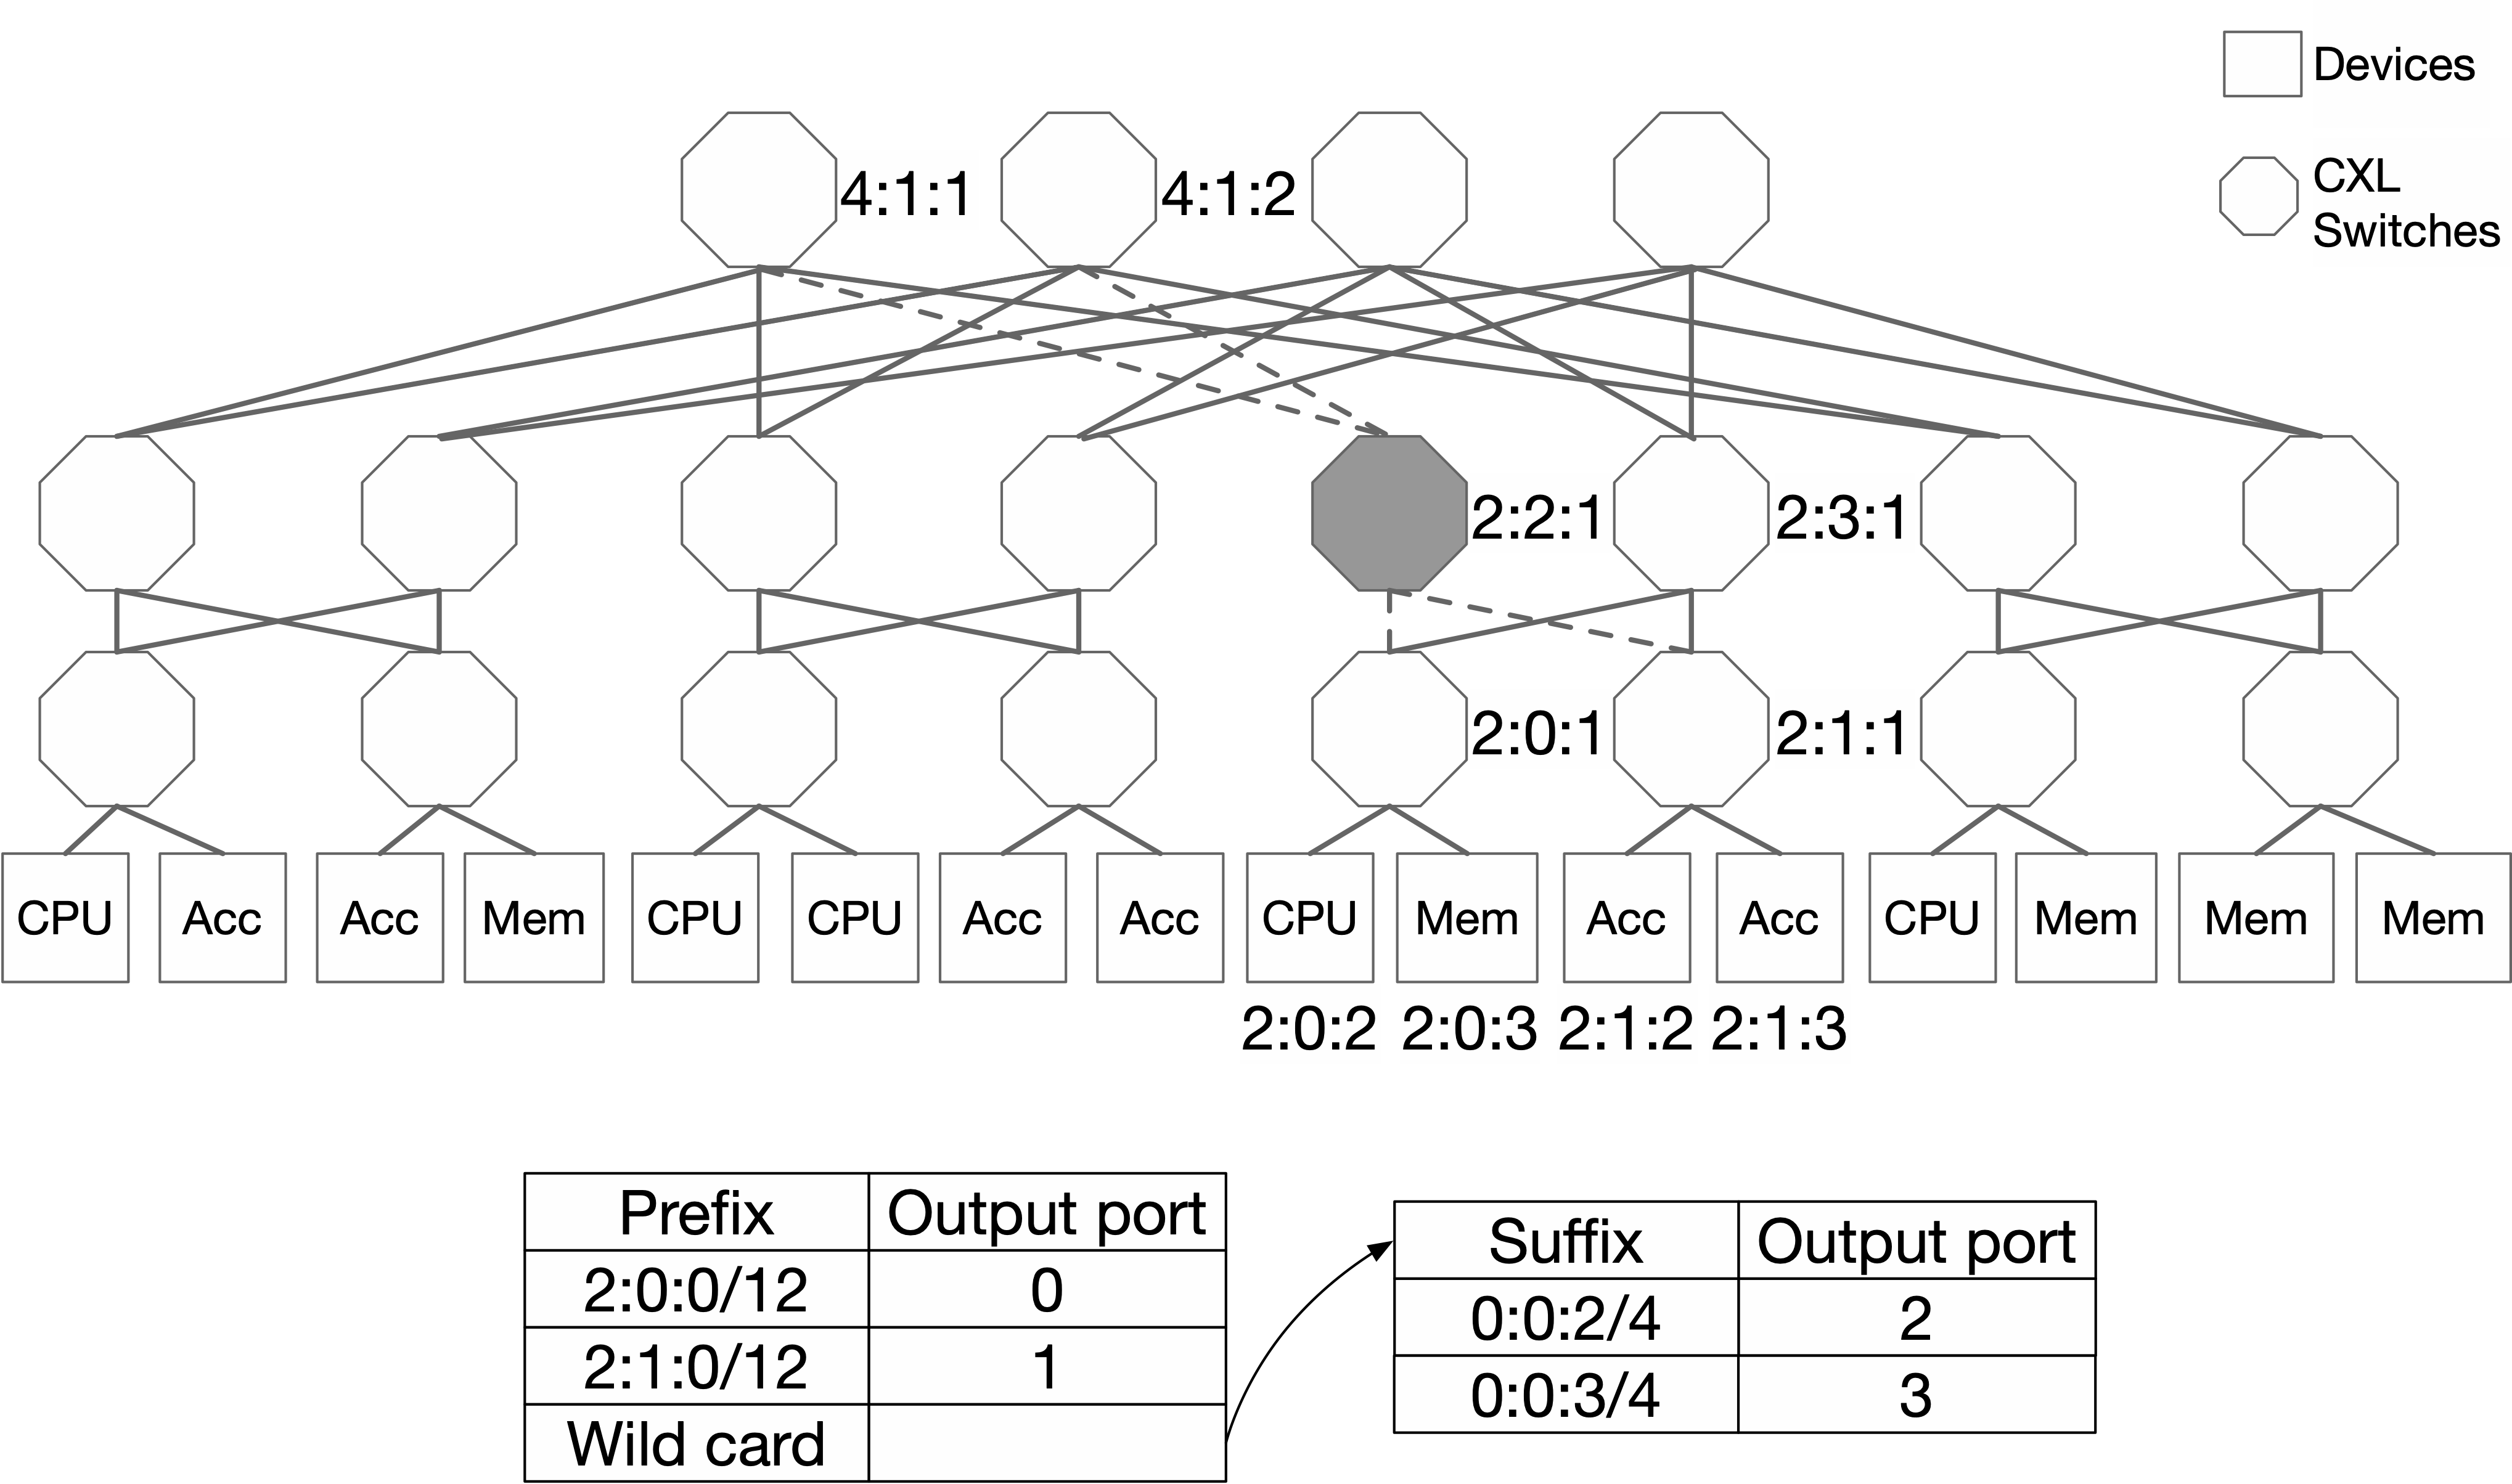 Devices
CXL
Switches
4:1:1
4:1:2
2:2:1
2:3:1
2:0:1
2:1:1
CPU
Acc
Acc
Mem
CPU
CPU
Acc
Acc
CPU
Mem
Acc
Acc
CPU
Mem
Mem
Mem
2:0:2
2:0:3
2:1:2
2:1:3
Prefix Output port
2:0:0/12 0
2:1:0/12 1
Wild card
Suffix Output port
0:0:2/4 2
0:0:3/4 3